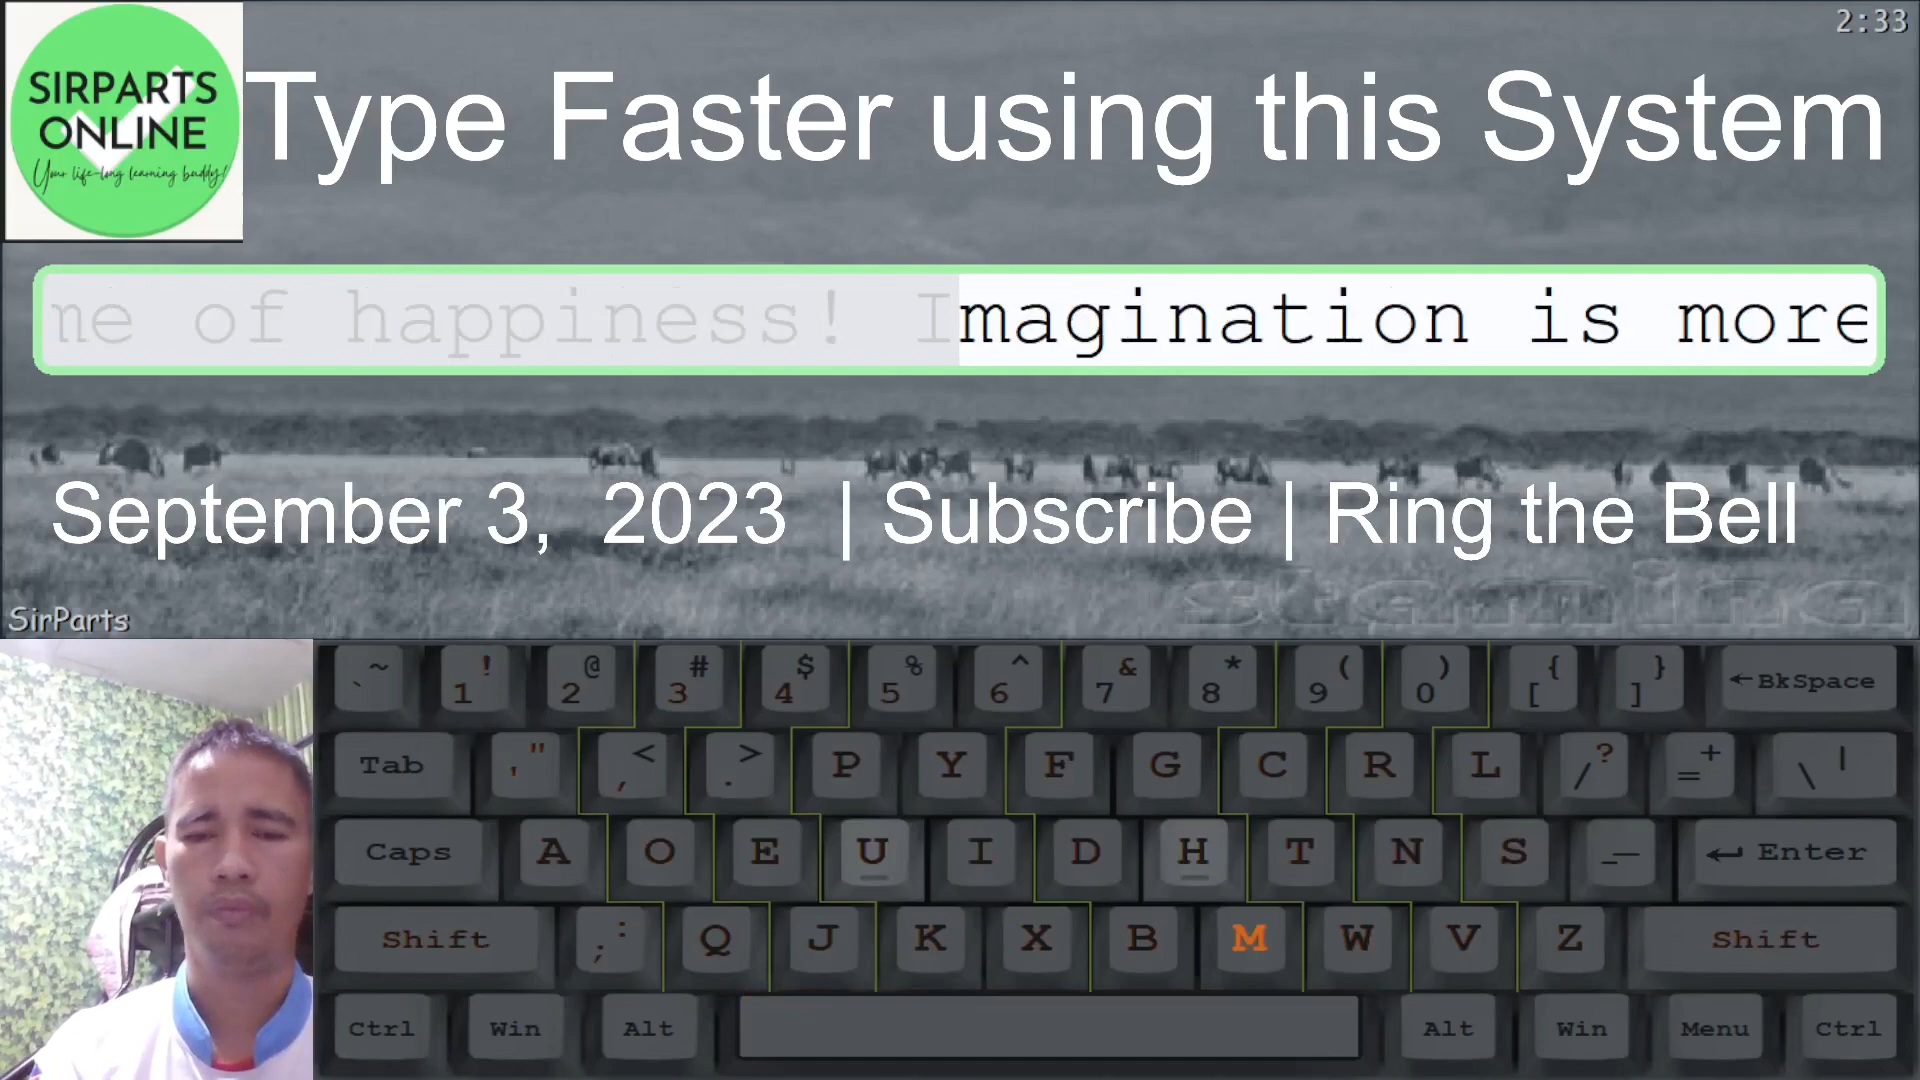 2:33
SIRPARTS
ONLINE
Your life-long learning buddy!
Type Faster using this System
me of happiness! Imagination is more
September 3, 2023 | Subscribe | Ring the Bell
stamina
SirParts
~ ` ! 1 @ 2 # 3 $ 4 % 5 ^ 6 & 7 * 8 ( 9 ) 0 { [ } ] ←BkSpace
Tab " ' < , > . P Y F G C R L ? / + = | \
Caps A O E U I D H T N S _ - Enter
Shift : ; Q J K X B M W V Z Shift
Ctrl Win Alt Alt Win Menu Ctrl